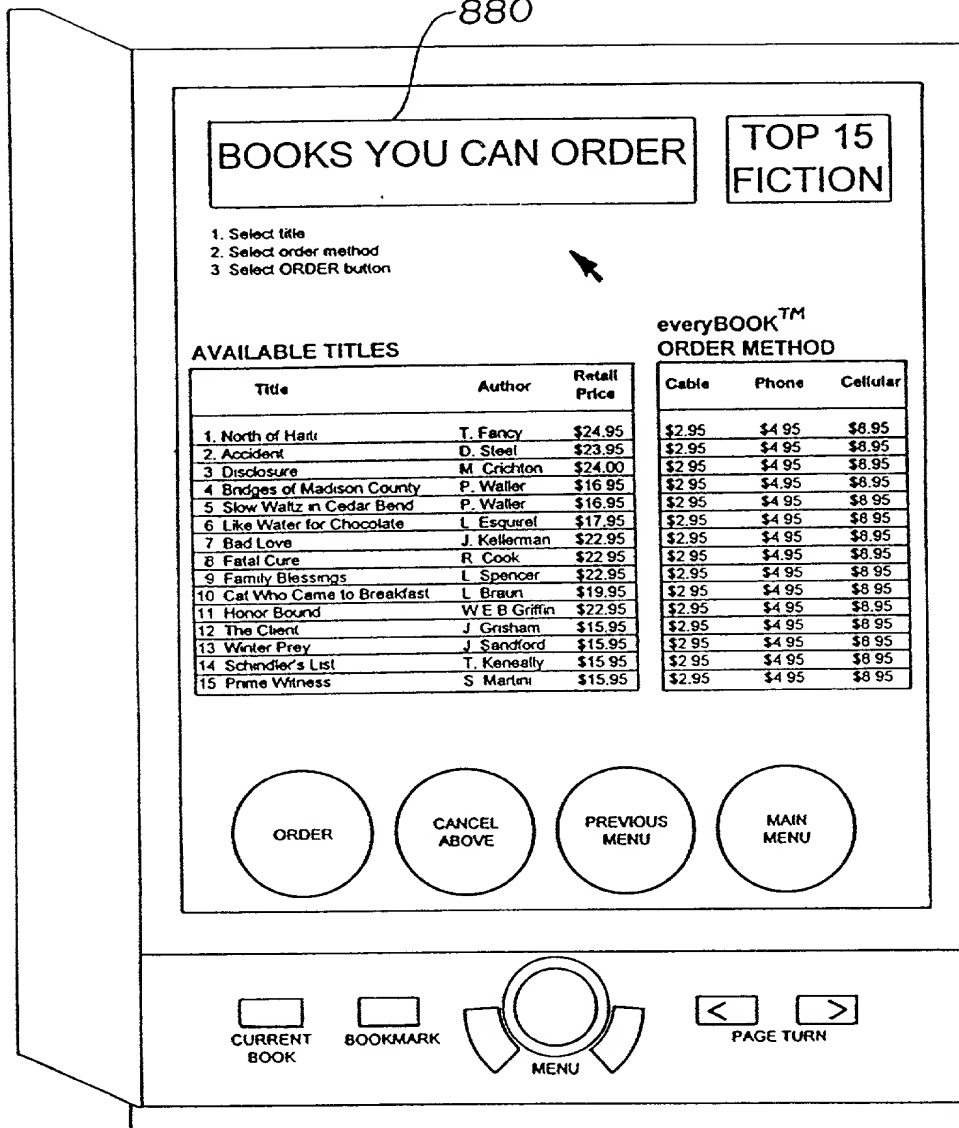 880
BOOKS YOU CAN ORDER
TOP 15
FICTION
1. Select title
2. Select order method
3 Select ORDER button
AVAILABLE TITLES
everyBOOK™
ORDER METHOD
Title Author Retail Price Cable Phone Cellular
1. North of T. Fancy $24.95 $2.95 $4 95 $8.95
2. Accident D. Steel $23.95 $2.95 $4 95 $8.95
3 Disclosure M Crichton $24.00 $2 95 $4 95 $8.95
4 Bridges of Madison County P. Waller $16 95 $2 95 $4.95 $8.95
5 Slow Waltz in Cedar Bend P. Waller $16.95 $2 95 $4 95 $8 95
6 Like Water for Chocolate L Esquirel $17.95 $2.95 $4 95 $8 95
7 Bad Love J. Kellerman $22.95 $2.95 $4 95 $8.95
8 Fatal Cure R Cook $22 95 $2 95 $4.95 $8.95
9 Family Blessings L Spencer $22.95 $2.95 $4 95 $8 95
10 Cat Who Came to Breakfast L Braun $19.95 $2 95 $4 95 $8 95
11 Honor Bound W E B Griffin $22.95 $2.95 $4 95 $8.95
12 The Client J Grisham $15.95 $2.95 $4 95 $8 95
13 Winter Prey J Sandford $15.95 $2 95 $4 95 $8 95
14 Schindler's List T. Keneally $15 95 $2 95 $4 95 $8 95
15 Prime Witness S Martini $15.95 $2.95 $4 95 $8 95
ORDER
CANCEL
ABOVE
PREVIOUS
MENU
MAIN
MENU
CURRENT
BOOK
BOOKMARK
MENU
< >
PAGE TURN